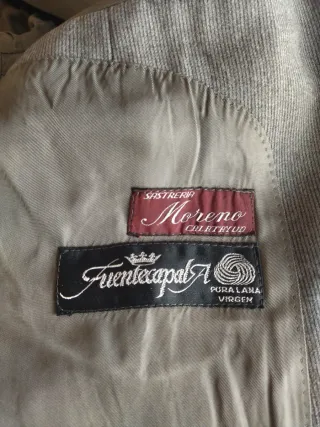 SASTRERIA
Moreno
Fuentecapala
PURA LANA
VIRGEN